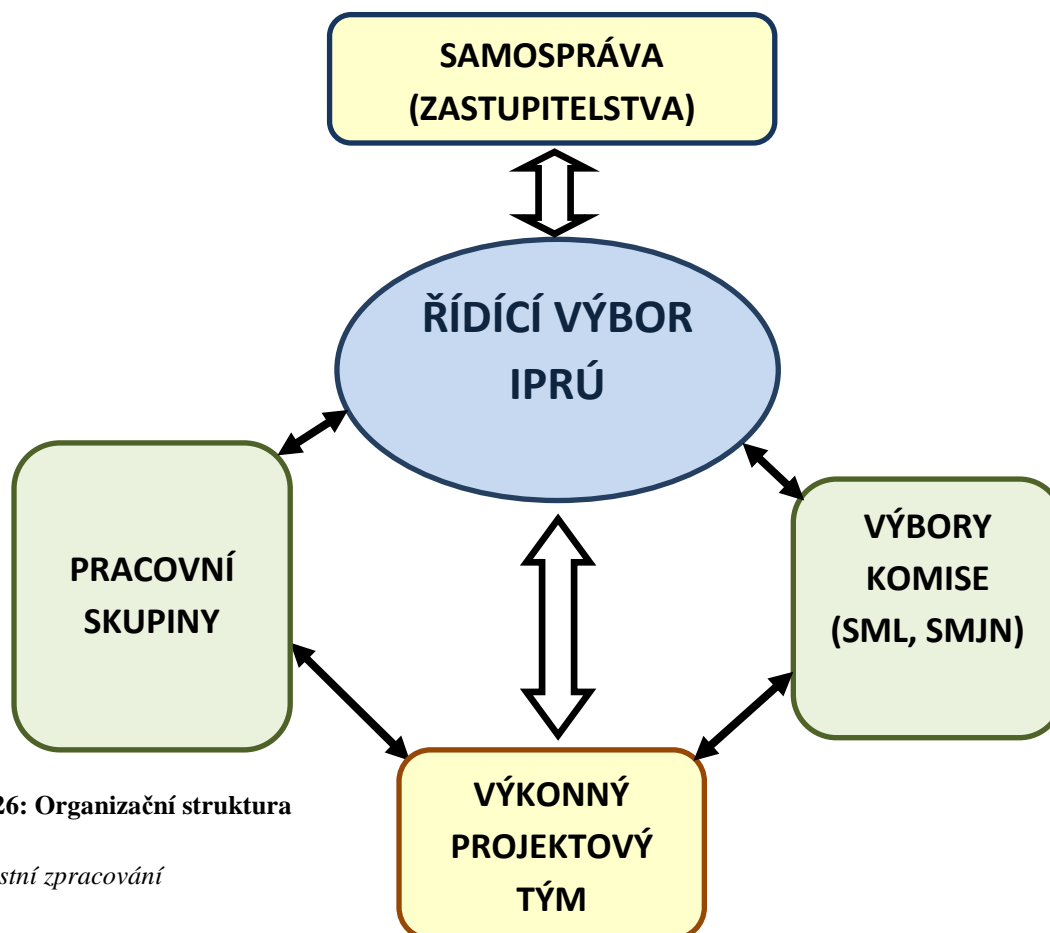 SAMOSPRÁVA
(ZASTUPITELSTVA)
ŘÍDÍCÍ VÝBOR
IPRÚ
PRACOVNÍ
SKUPINY
VÝBORY
KOMISE
(SML, SMJN)
VÝKONNÝ
PROJEKTOVÝ
TÝM
26: Organizační struktura
stní zpracování